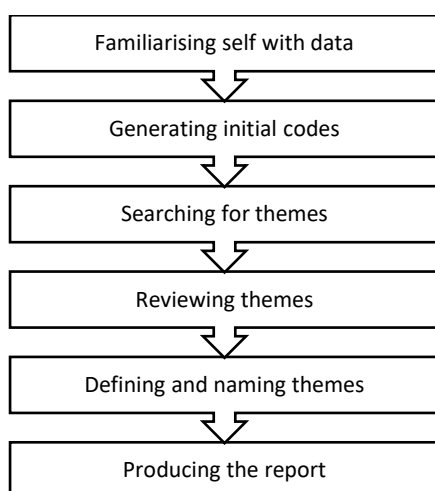 Familiarising self with data
Generating initial codes
Searching for themes
Reviewing themes
Defining and naming themes
Producing the report